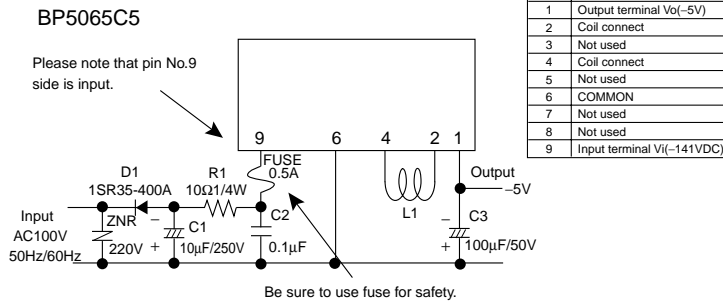 BP5065C5
Please note that pin No.9
side is input.
1 Output terminal Vo(−5V)
2 Coil connect
3 Not used
4 Coil connect
5 Not used
6 COMMON
7 Not used
8 Not used
9 Input terminal Vi(−141VDC)
9 6 4 2 1
FUSE
0.5A
D1
1SR35-400A
R1
10Ω1/4W
L1
Output
−5V
Input
AC100V
50Hz/60Hz
ZNR
220V
−
+
C1
10μF/250V
C2
0.1μF
−
+
C3
100μF/50V
Be sure to use fuse for safety.